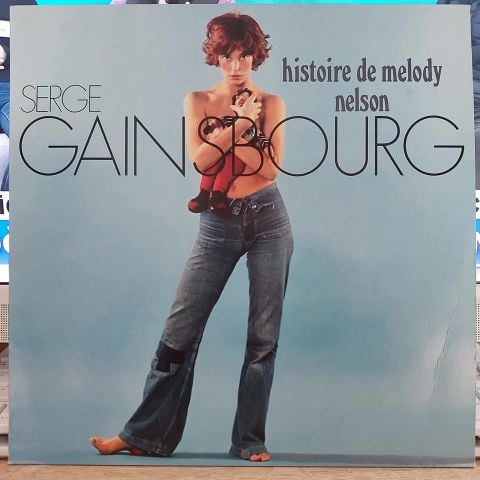 histoire de melody
nelson
SERGE
GAINSBOURG